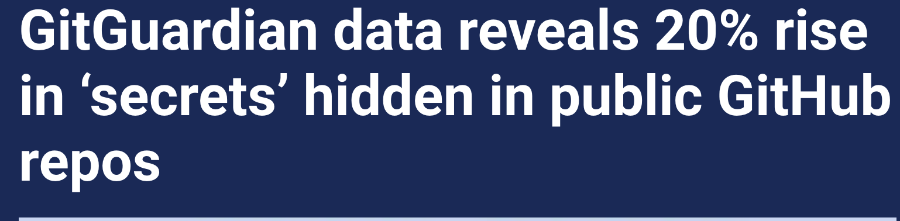 GitGuardian data reveals 20% rise
in ‘secrets’ hidden in public GitHub
repos